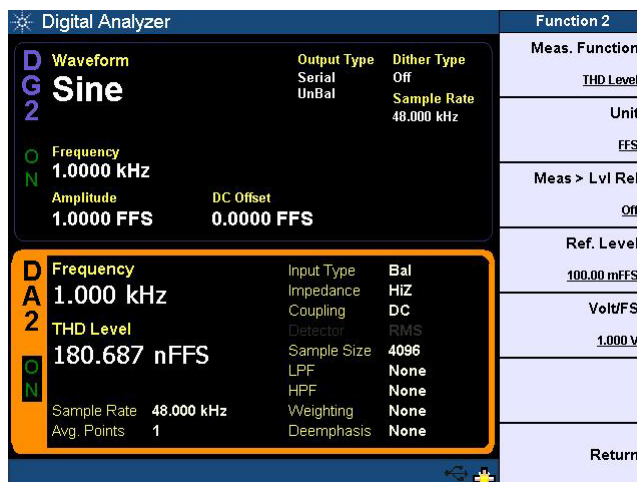 Digital Analyzer
DG2
ON
Waveform
Sine
Output Type
Serial
UnBal
Dither Type
Off
Sample Rate
48.000 kHz
Frequency
1.0000 kHz
Amplitude
1.0000 FFS
DC Offset
0.0000 FFS
DA2
ON
Frequency
1.000 kHz
THD Level
180.687 nFFS
Sample Rate 48.000 kHz
Avg. Points 1
Input Type Bal
Impedance HiZ
Coupling DC
Detector RMS
Sample Size 4096
LPF None
HPF None
Weighting None
Deemphasis None
Function 2
Meas. Function
THD Level
Unit
FFS
Meas > Lvl Rel
Off
Ref. Level
100.00 mFFS
Volt/FS
1.000 V
Return